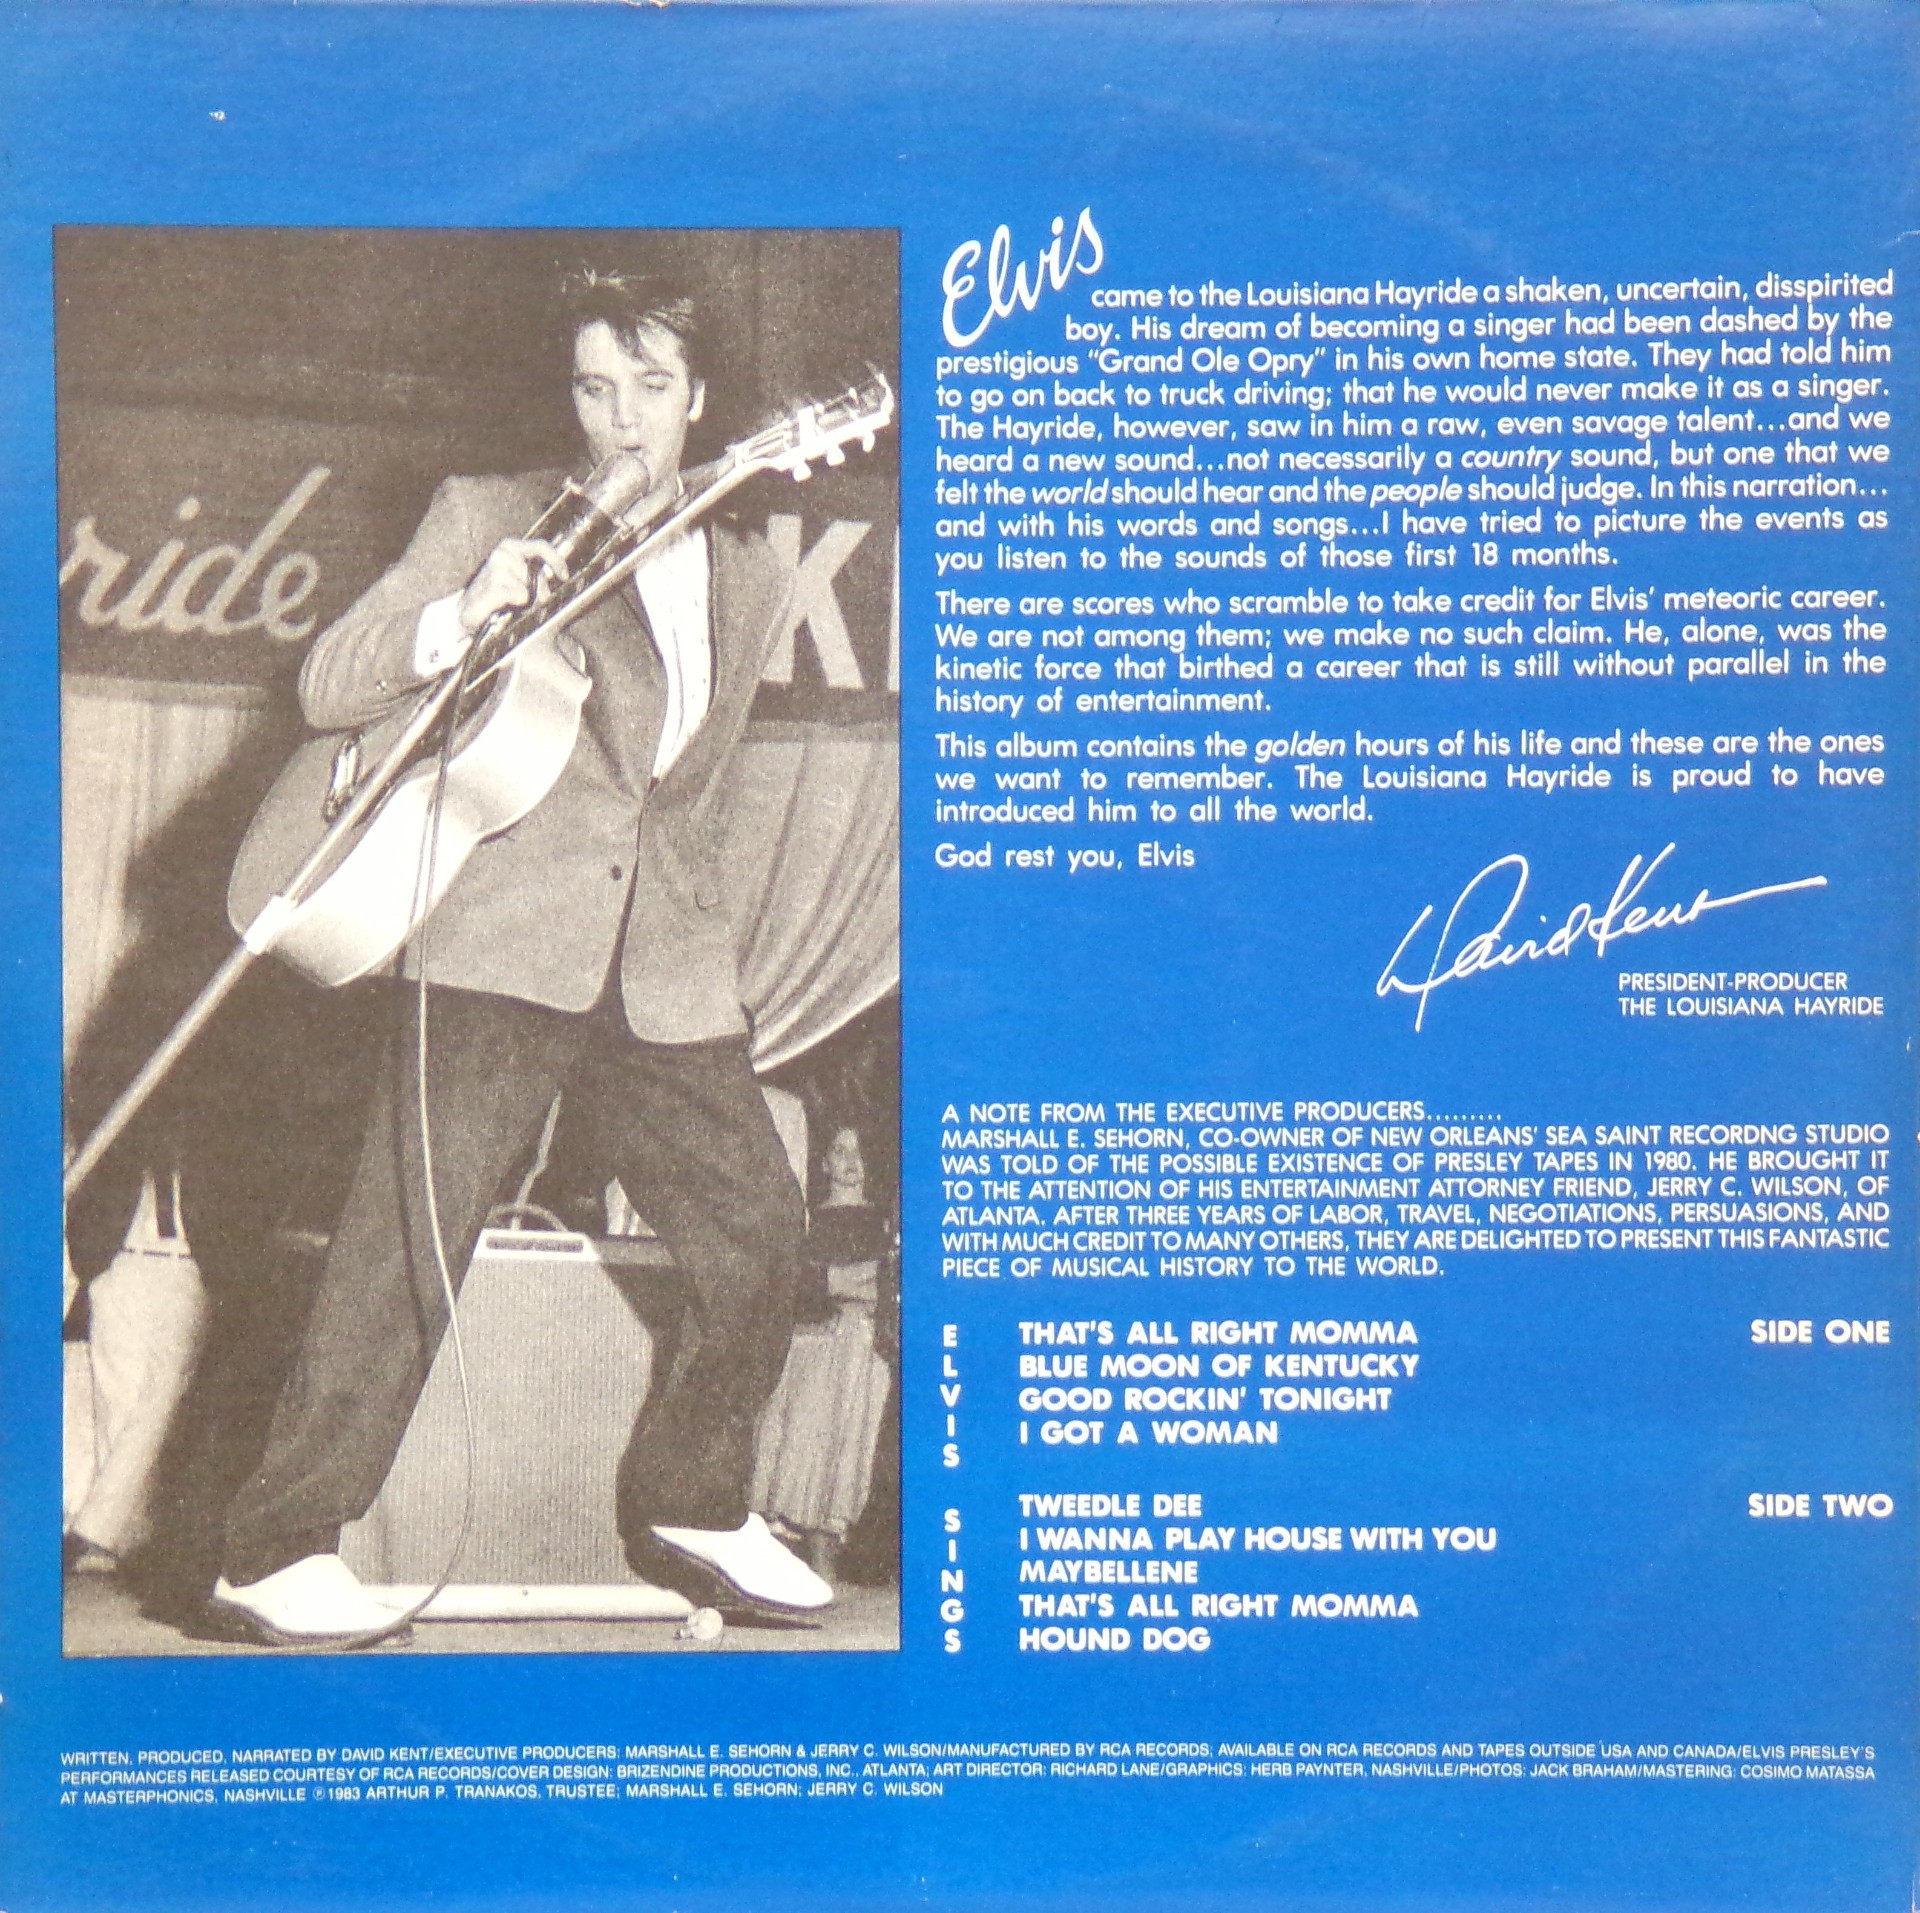 ride
K
Elvis
came to the Louisiana Hayride a shaken, uncertain, disspirited
boy. His dream of becoming a singer had been dashed by the
prestigious "Grand Ole Opry" in his own home state. They had told him
to go on back to truck driving; that he would never make it as a singer.
The Hayride, however, saw in him a raw, even savage talent...and we
heard a new sound...not necessarily a country sound, but one that we
felt the world should hear and the people should judge. In this narration...
and with his words and songs...I have tried to picture the events as
you listen to the sounds of those first 18 months.
There are scores who scramble to take credit for Elvis' meteoric career.
We are not among them; we make no such claim. He, alone, was the
kinetic force that birthed a career that is still without parallel in the
history of entertainment.
This album contains the golden hours of his life and these are the ones
we want to remember. The Louisiana Hayride is proud to have
introduced him to all the world.
God rest you, Elvis
David Kent
PRESIDENT-PRODUCER
THE LOUISIANA HAYRIDE
A NOTE FROM THE EXECUTIVE PRODUCERS.........
MARSHALL E. SEHORN, CO-OWNER OF NEW ORLEANS' SEA SAINT RECORDNG STUDIO
WAS TOLD OF THE POSSIBLE EXISTENCE OF PRESLEY TAPES IN 1980. HE BROUGHT IT
TO THE ATTENTION OF HIS ENTERTAINMENT ATTORNEY FRIEND, JERRY C. WILSON, OF
ATLANTA. AFTER THREE YEARS OF LABOR, TRAVEL, NEGOTIATIONS, PERSUASIONS, AND
WITH MUCH CREDIT TO MANY OTHERS, THEY ARE DELIGHTED TO PRESENT THIS FANTASTIC
PIECE OF MUSICAL HISTORY TO THE WORLD.
ELVIS SINGS
THAT'S ALL RIGHT MOMMA SIDE ONE
BLUE MOON OF KENTUCKY
GOOD ROCKIN' TONIGHT
I GOT A WOMAN
TWEEDLE DEE SIDE TWO
I WANNA PLAY HOUSE WITH YOU
MAYBELLENE
THAT'S ALL RIGHT MOMMA
HOUND DOG
WRITTEN, PRODUCED, NARRATED BY DAVID KENT/EXECUTIVE PRODUCERS: MARSHALL E. SEHORN & JERRY C. WILSON/MANUFACTURED BY RCA RECORDS; AVAILABLE ON RCA RECORDS AND TAPES OUTSIDE USA AND CANADA/ELVIS PRESLEY'S
PERFORMANCES RELEASED COURTESY OF RCA RECORDS/COVER DESIGN: BRIZENDINE PRODUCTIONS, INC., ATLANTA; ART DIRECTOR: RICHARD LANE/GRAPHICS: HERB PAYNTER, NASHVILLE/PHOTOS: JACK BRAHAM/MASTERING: COSIMO MATASSA
AT MASTERPHONICS, NASHVILLE ℗1983 ARTHUR P. TRANAKOS, TRUSTEE; MARSHALL E. SEHORN; JERRY C. WILSON